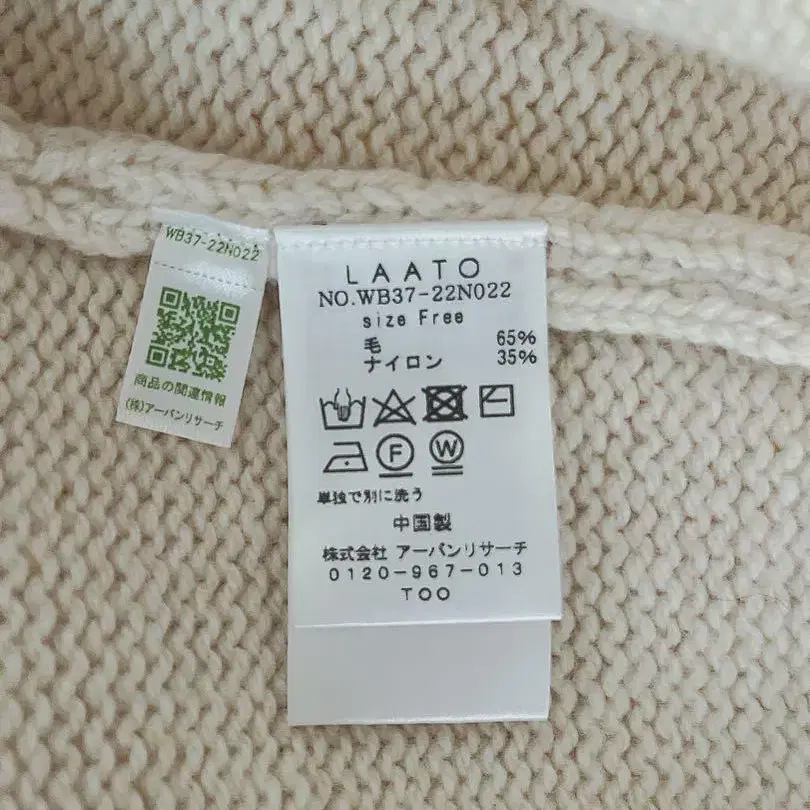 WB37-22N022
商品の関連情報
(株)アーバンリサーチ
LAATO
NO.WB37-22N022
size Free
毛 65%
ナイロン 35%
F W
単独で別に洗う
中国製
株式会社 アーバンリサーチ
0120-967-013
TOO